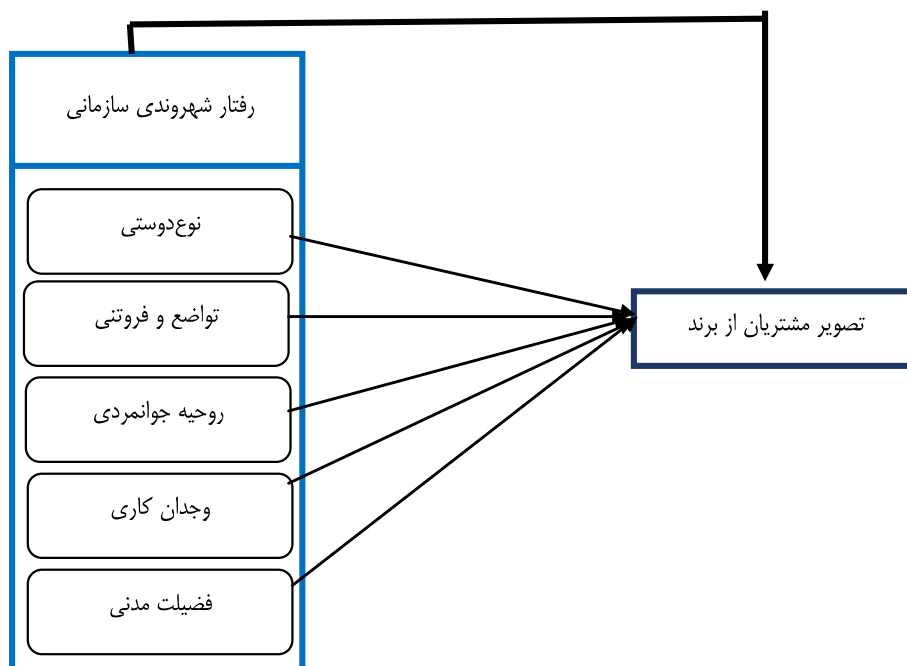 رفتار شهروندی سازمانی
نوع‌دوستی
تواضع و فروتنی
روحیه جوانمردی
وجدان کاری
فضیلت مدنی
تصویر مشتریان از برند